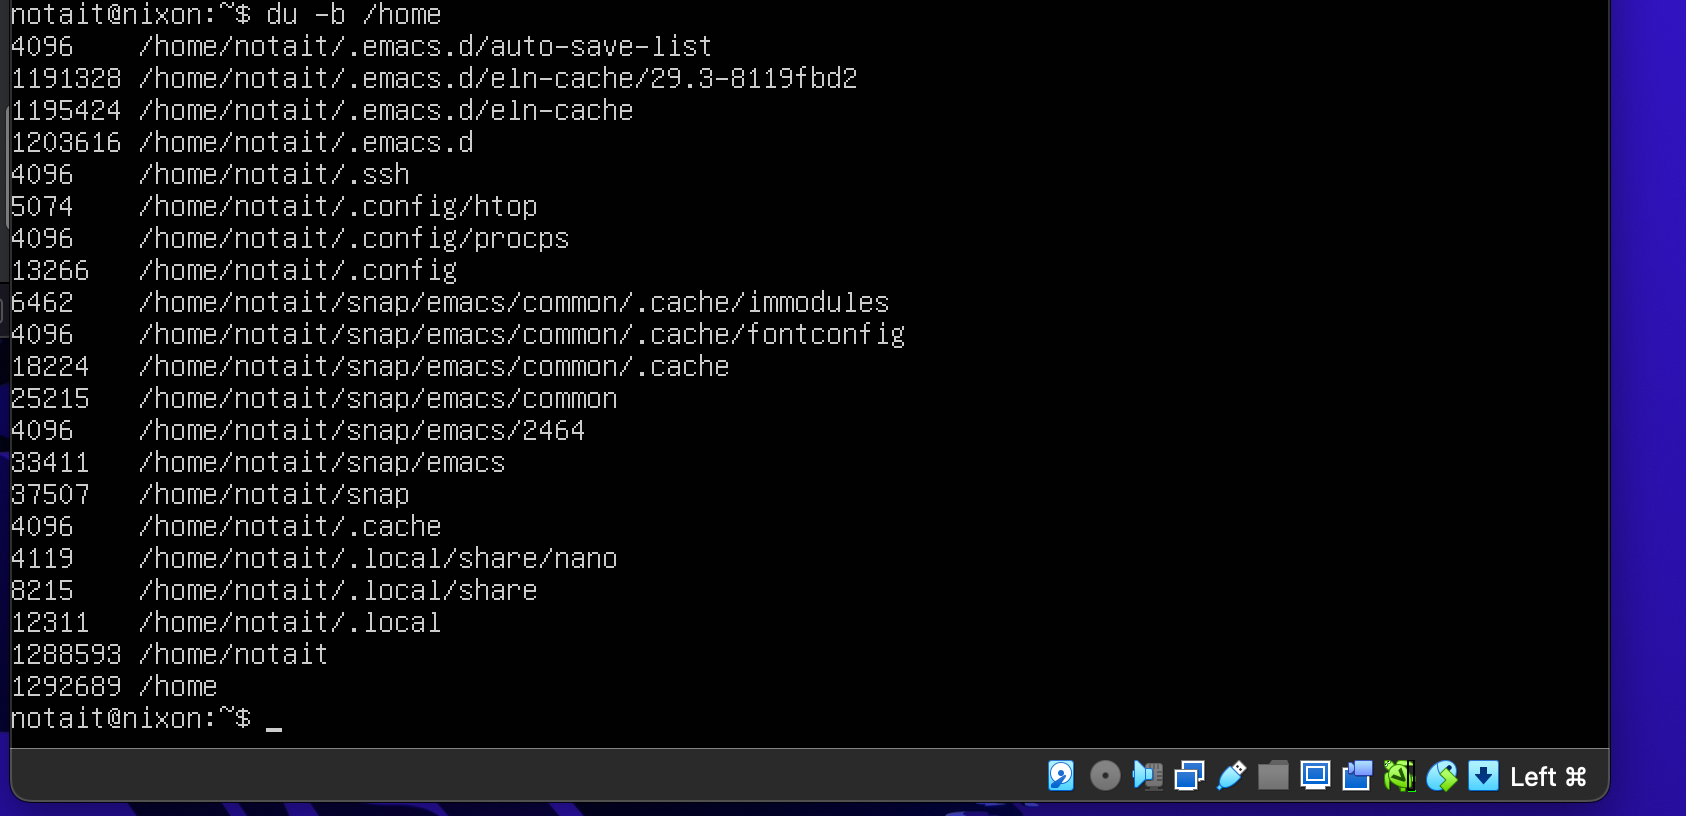 notait@nixon:~$ du -b /home
4096    /home/notait/.emacs.d/auto-save-list
1191328 /home/notait/.emacs.d/eln-cache/29.3-8119fbd2
1195424 /home/notait/.emacs.d/eln-cache
1203616 /home/notait/.emacs.d
4096    /home/notait/.ssh
5074    /home/notait/.config/htop
4096    /home/notait/.config/procps
13266   /home/notait/.config
6462    /home/notait/snap/emacs/common/.cache/immodules
4096    /home/notait/snap/emacs/common/.cache/fontconfig
18224   /home/notait/snap/emacs/common/.cache
25215   /home/notait/snap/emacs/common
4096    /home/notait/snap/emacs/2464
33411   /home/notait/snap/emacs
37507   /home/notait/snap
4096    /home/notait/.cache
4119    /home/notait/.local/share/nano
8215    /home/notait/.local/share
12311   /home/notait/.local
1288593 /home/notait
1292689 /home
notait@nixon:~$ _
Left ⌘